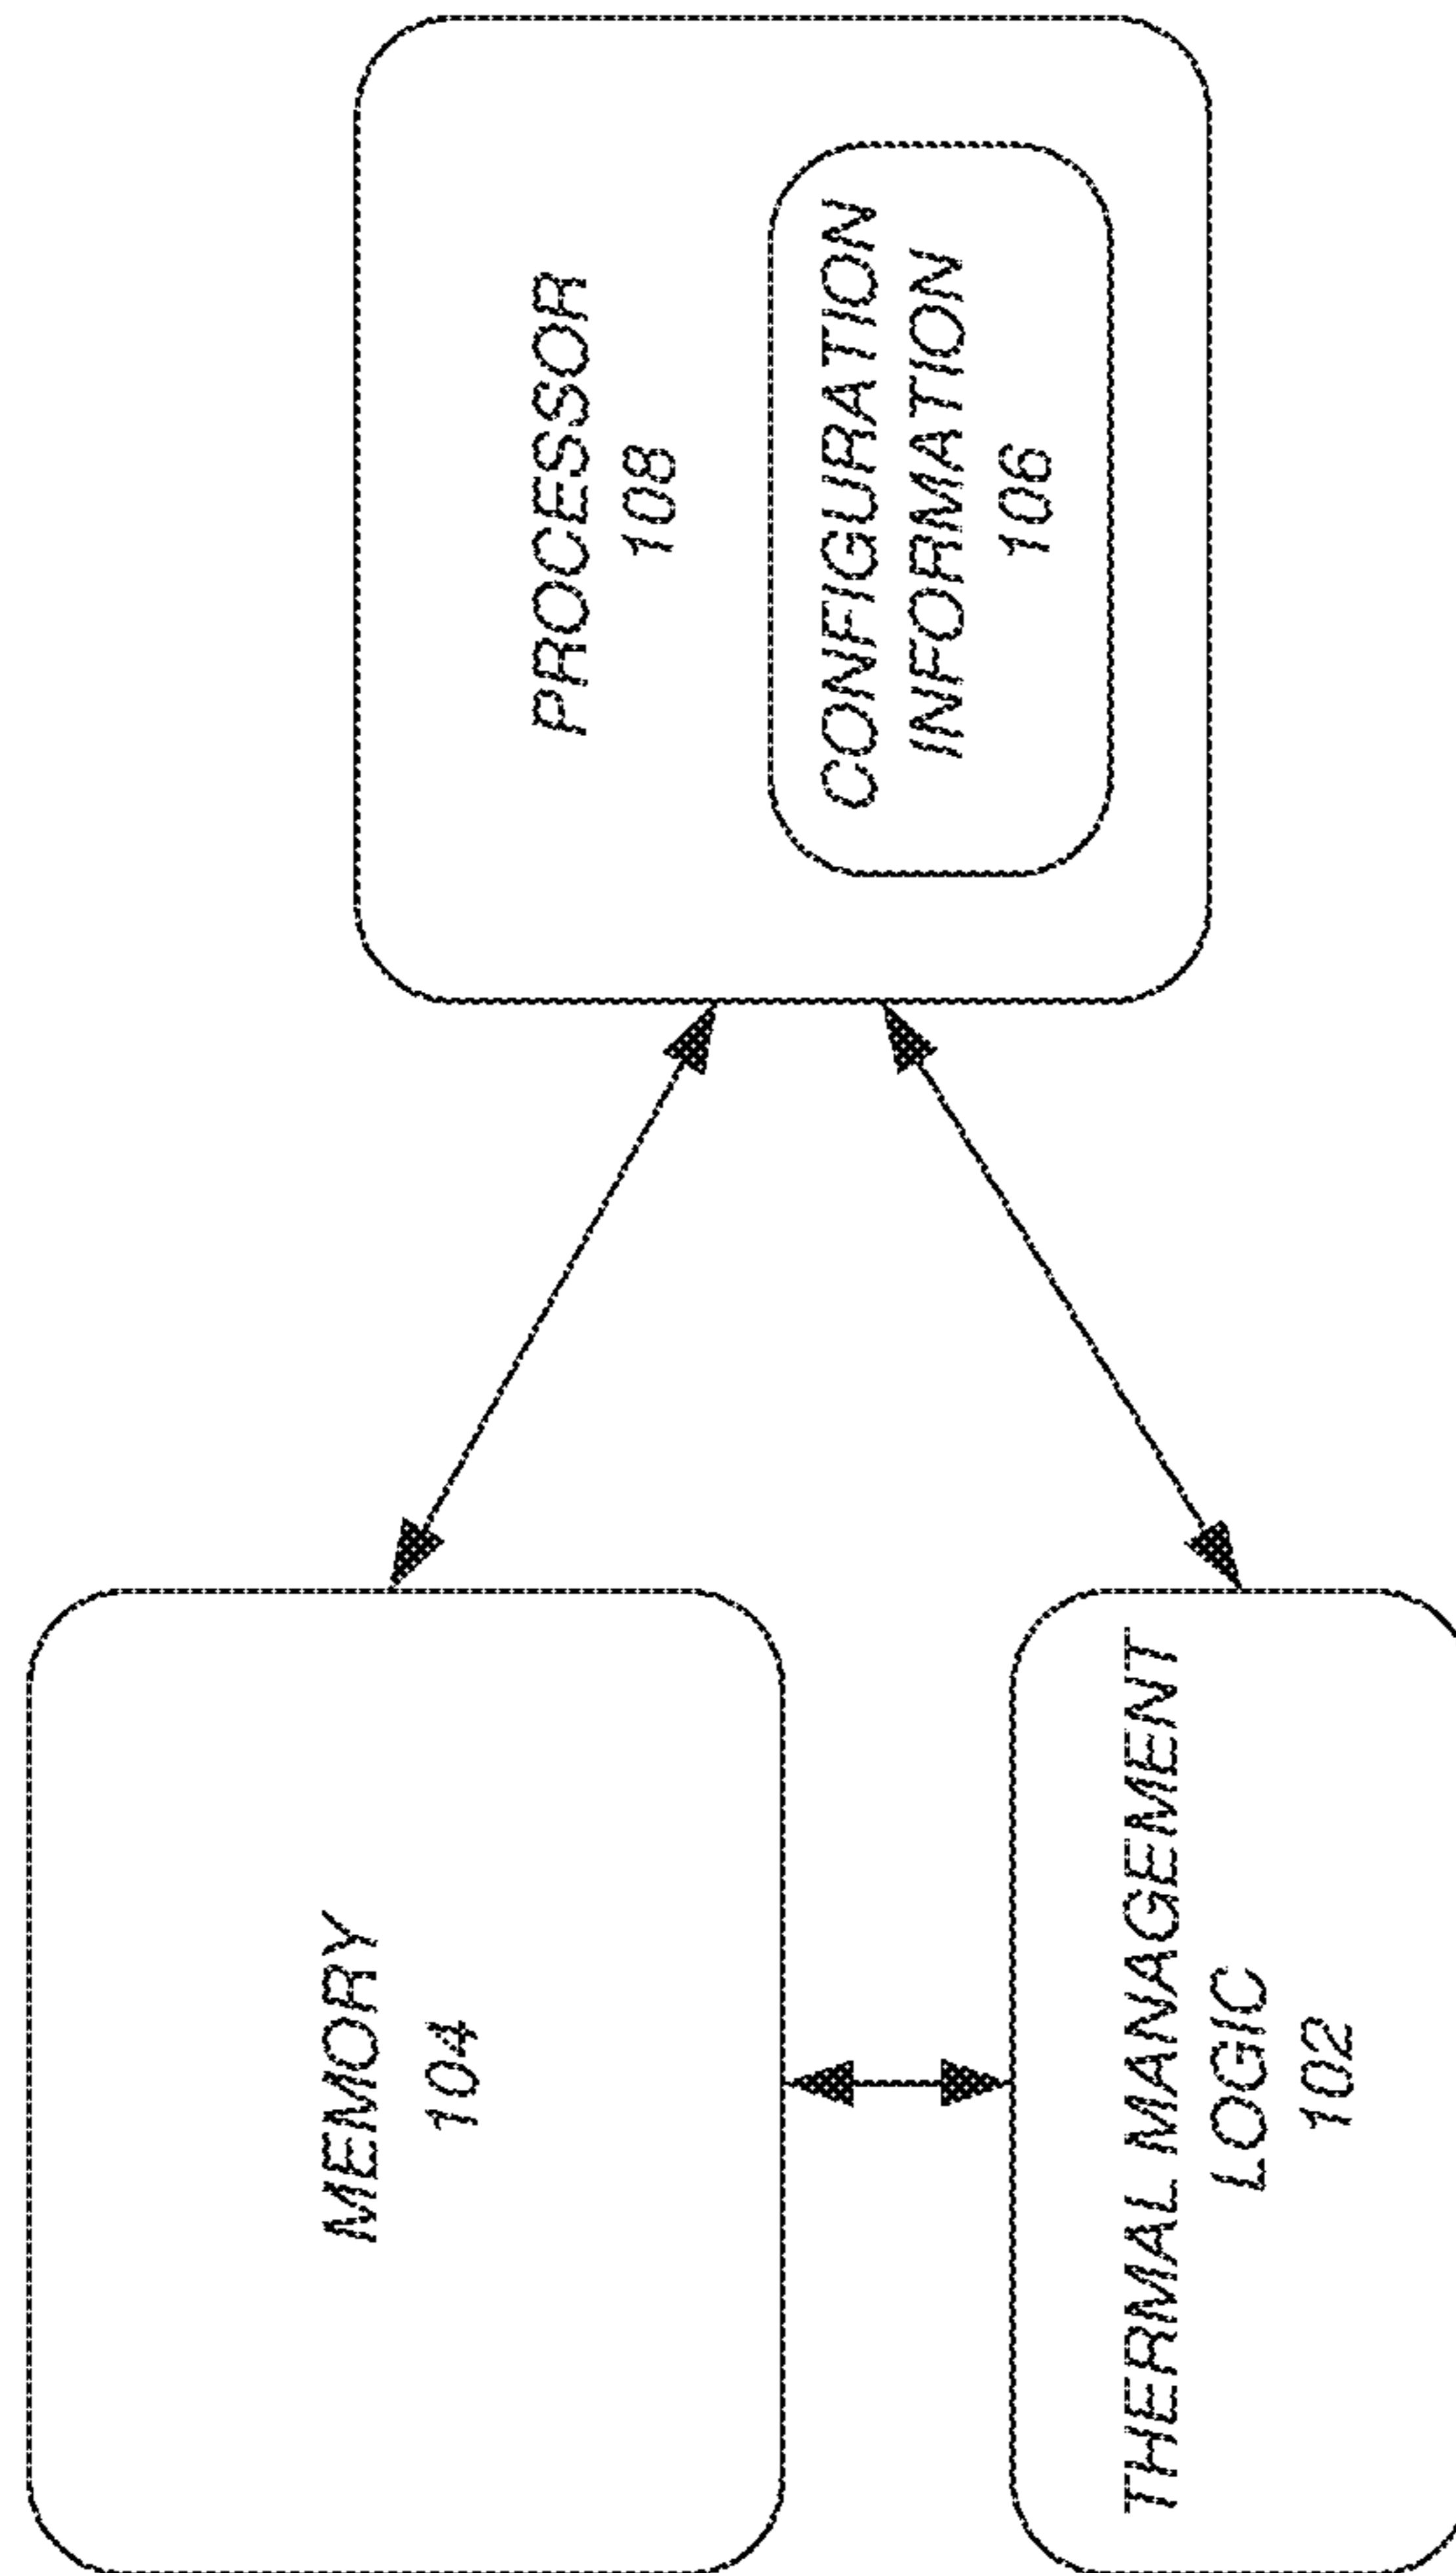 MEMORY
104
PROCESSOR
108
CONFIGURATION
INFORMATION
106
THERMAL MANAGEMENT
LOGIC
102